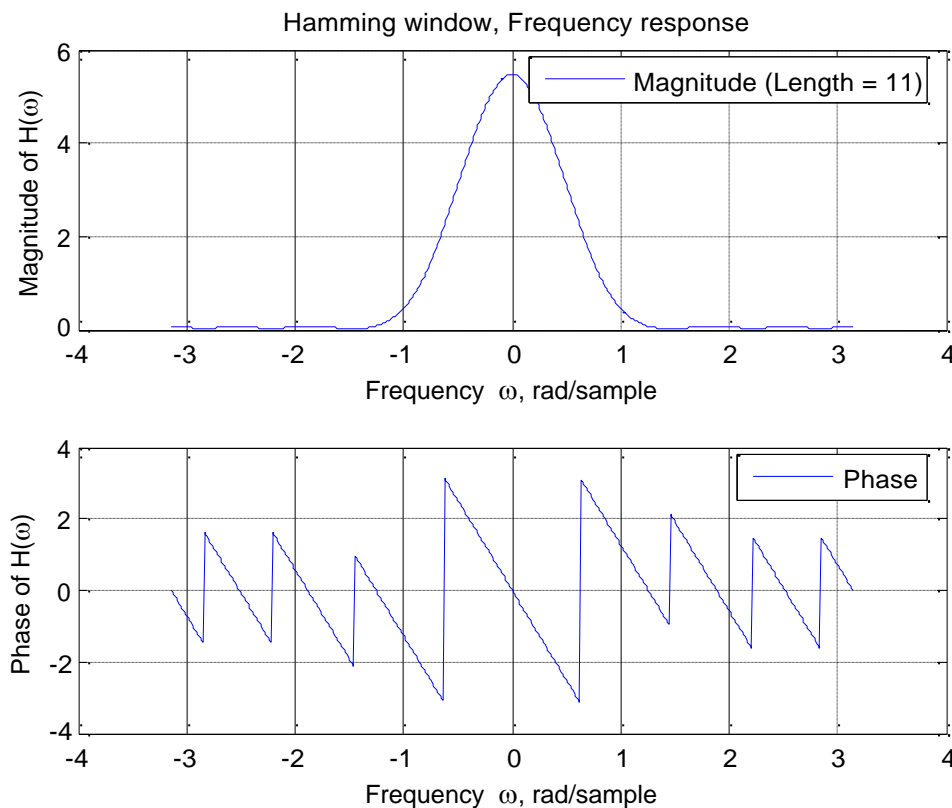 Hamming window, Frequency response
Magnitude of H(ω)
6
4
2
0
Magnitude (Length = 11)
-4 -3 -2 -1 0 1 2 3 4
Frequency ω, rad/sample
Phase of H(ω)
4
2
0
-2
-4
Phase
-4 -3 -2 -1 0 1 2 3 4
Frequency ω, rad/sample